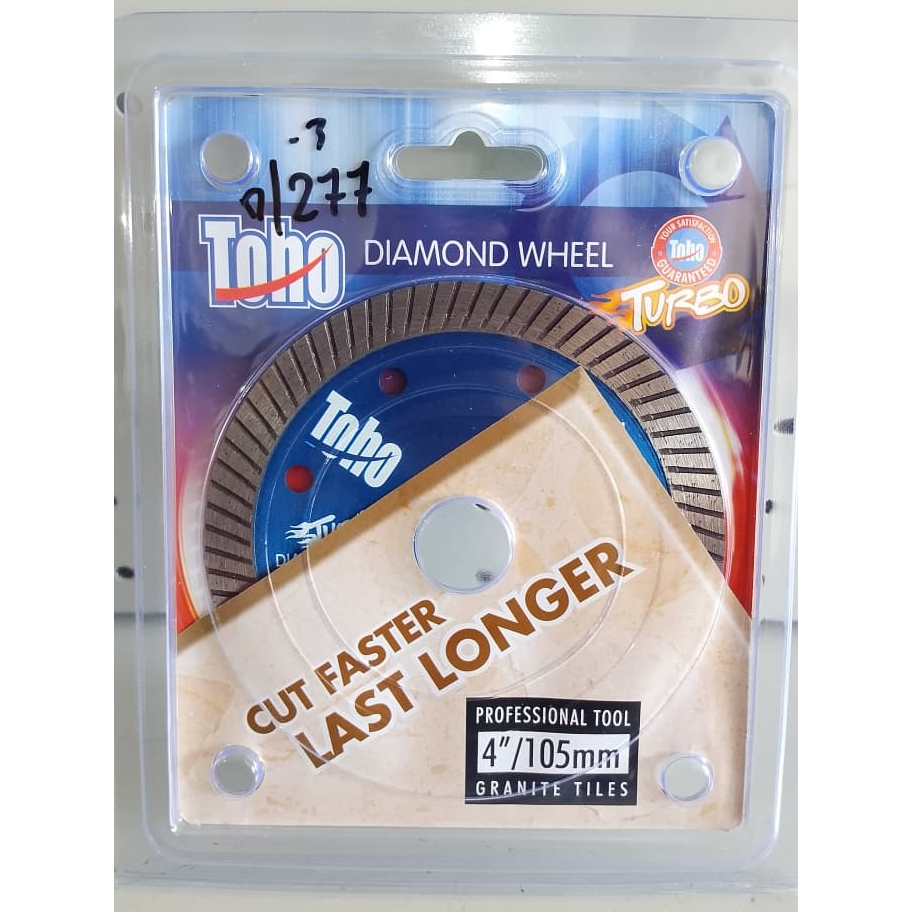 .3
0/277
Toho
DIAMOND WHEEL
YOUR SATISFACTION
Toho
GUARANTEED
TURBO
Toho
CUT FASTER
LAST LONGER
PROFESSIONAL TOOL
4"/105mm
GRANITE TILES